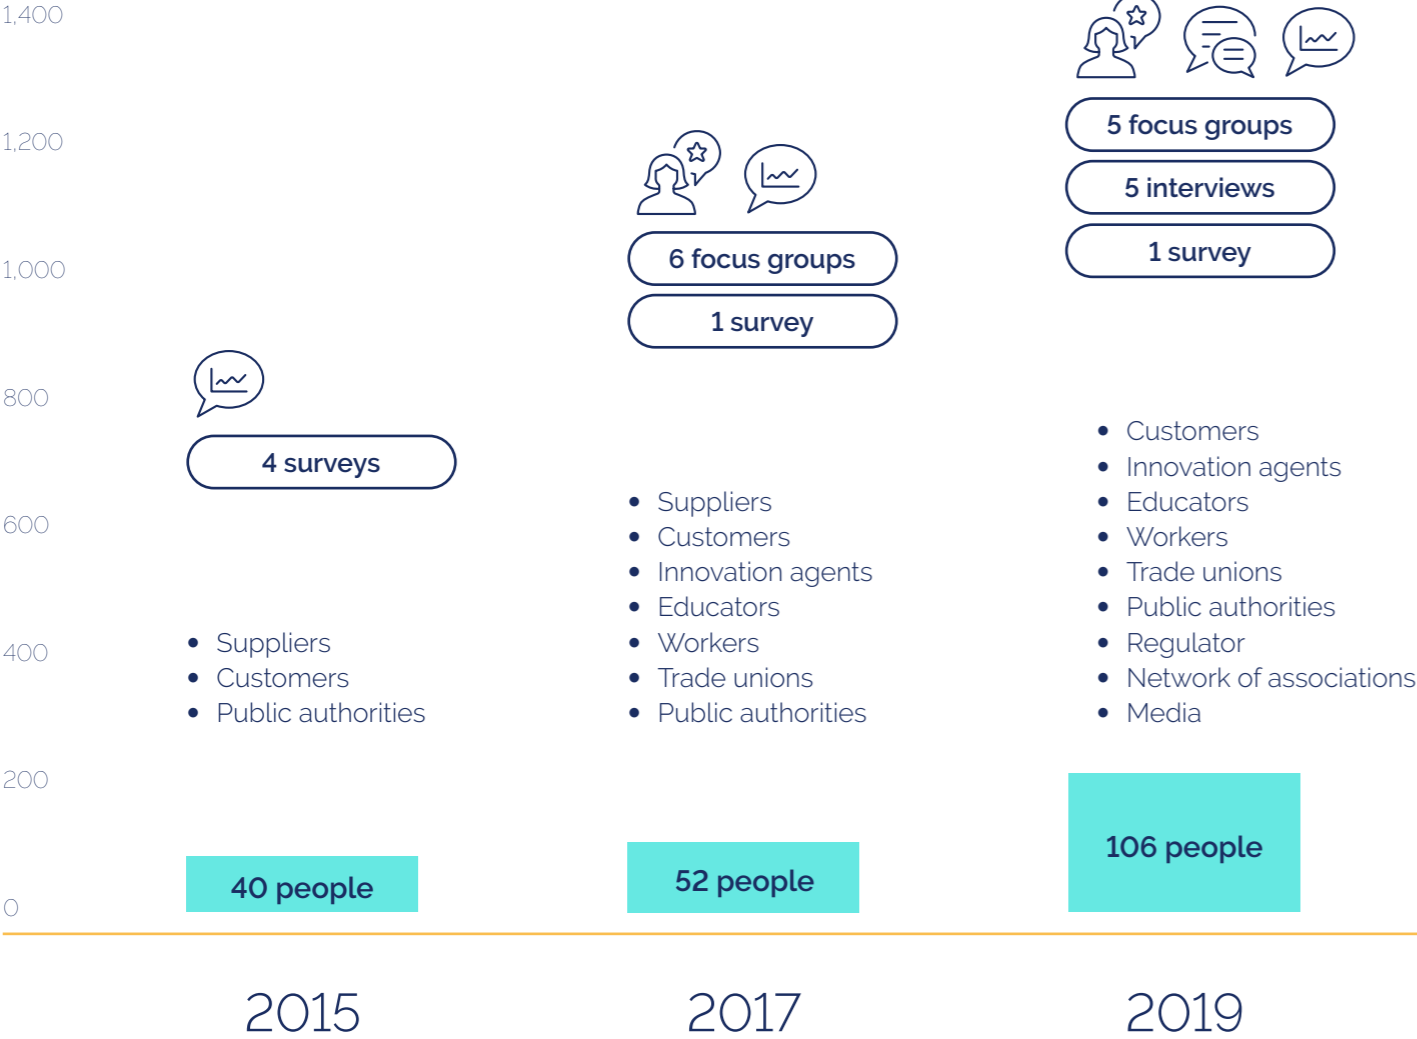 1,400
1,200
1,000
800
600
400
200
0
4 surveys
• Suppliers
• Customers
• Public authorities
40 people
2015
6 focus groups
1 survey
• Suppliers
• Customers
• Innovation agents
• Educators
• Workers
• Trade unions
• Public authorities
52 people
2017
5 focus groups
5 interviews
1 survey
• Customers
• Innovation agents
• Educators
• Workers
• Trade unions
• Public authorities
• Regulator
• Network of associations
• Media
106 people
2019